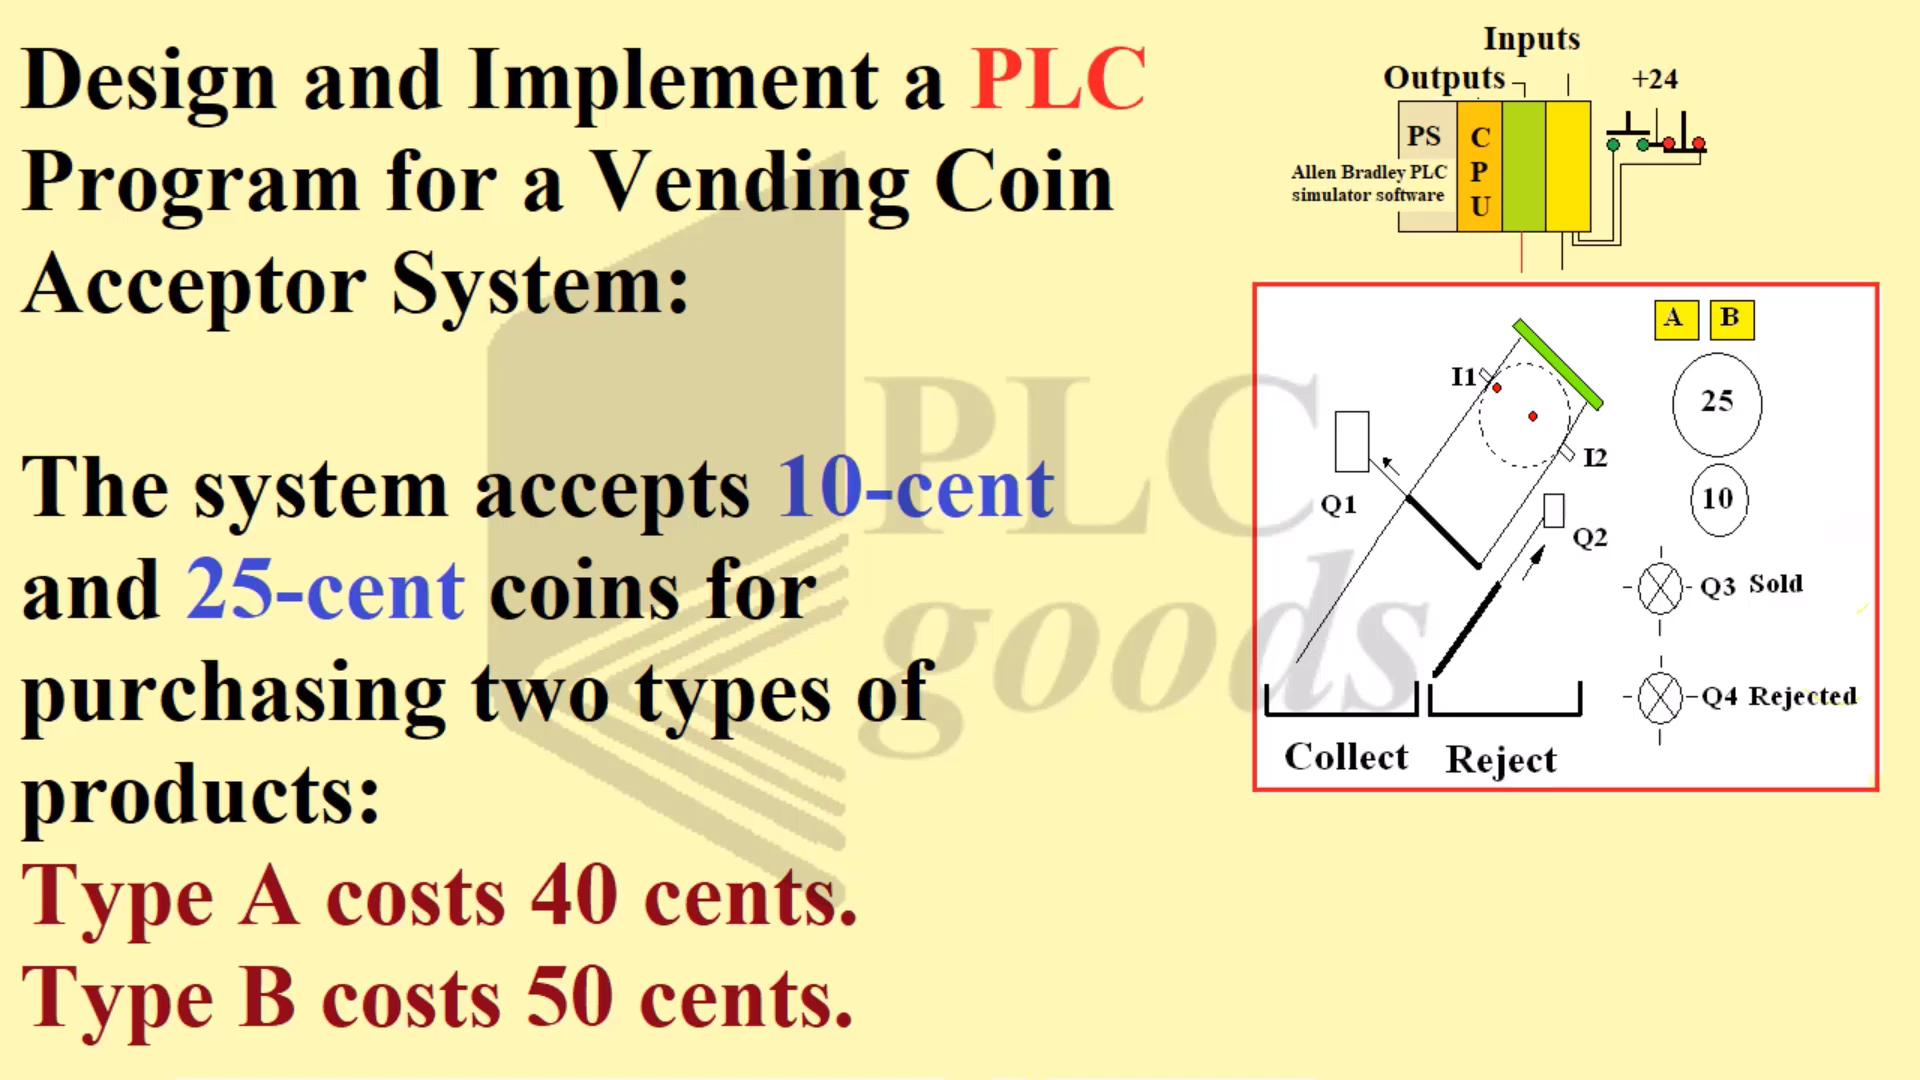 Design and Implement a PLC
Program for a Vending Coin
Acceptor System:
The system accepts 10-cent
and 25-cent coins for
purchasing two types of
products:
Type A costs 40 cents.
Type B costs 50 cents.
Inputs
Outputs
+24
PS
C
P
U
Allen Bradley PLC
simulator software
A B
I1
25
I2
10
Q1
Q2
Q3 Sold
Q4 Rejected
Collect
Reject
PLC
goods